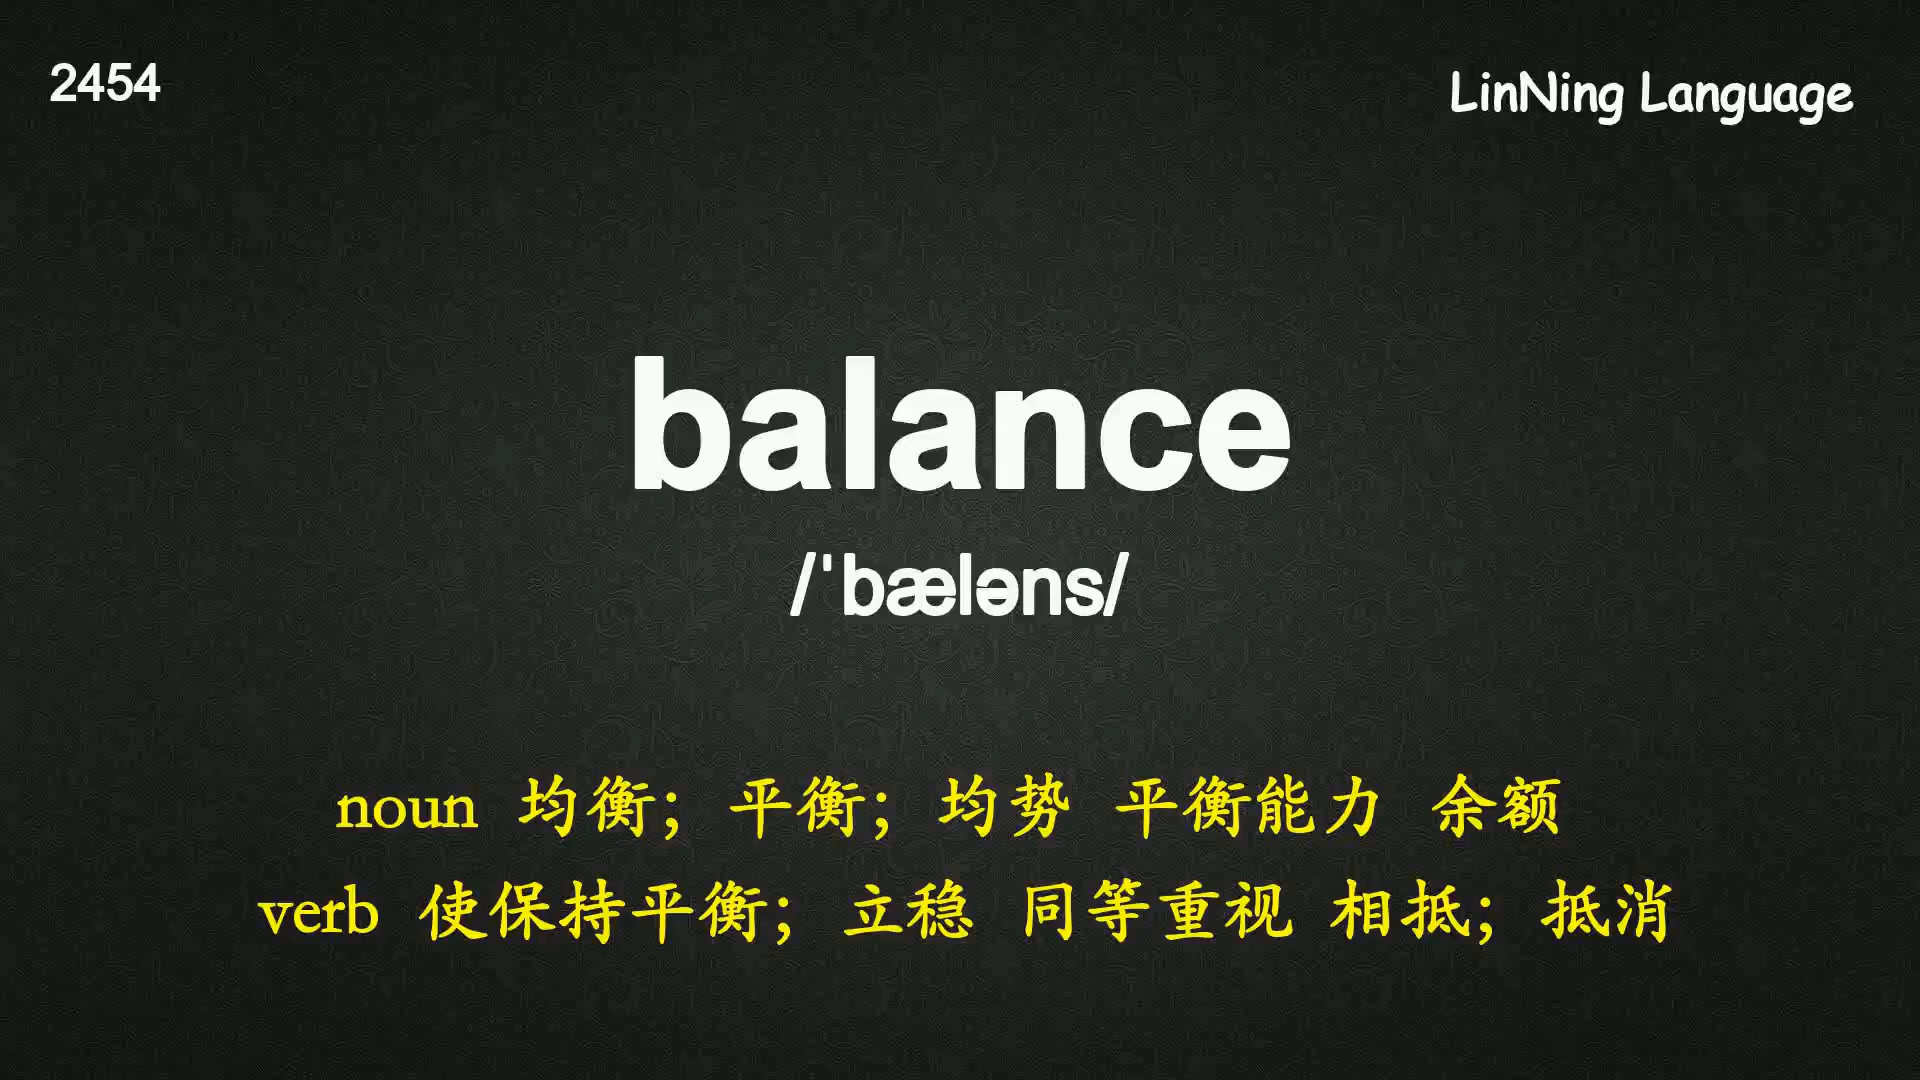 2454
LinNing Language
balance
/ˈbæləns/
noun 均衡；平衡；均势 平衡能力 余额
verb 使保持平衡；立稳 同等重视 相抵；抵消